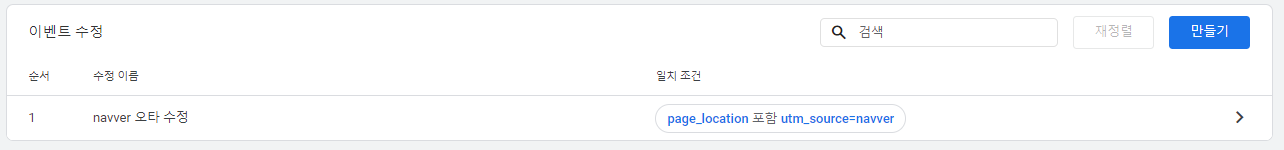 이벤트 수정 검색 재정렬 만들기
순서 수정 이름 일치 조건
1 navver 오타 수정 page_location 포함 utm_source=navver